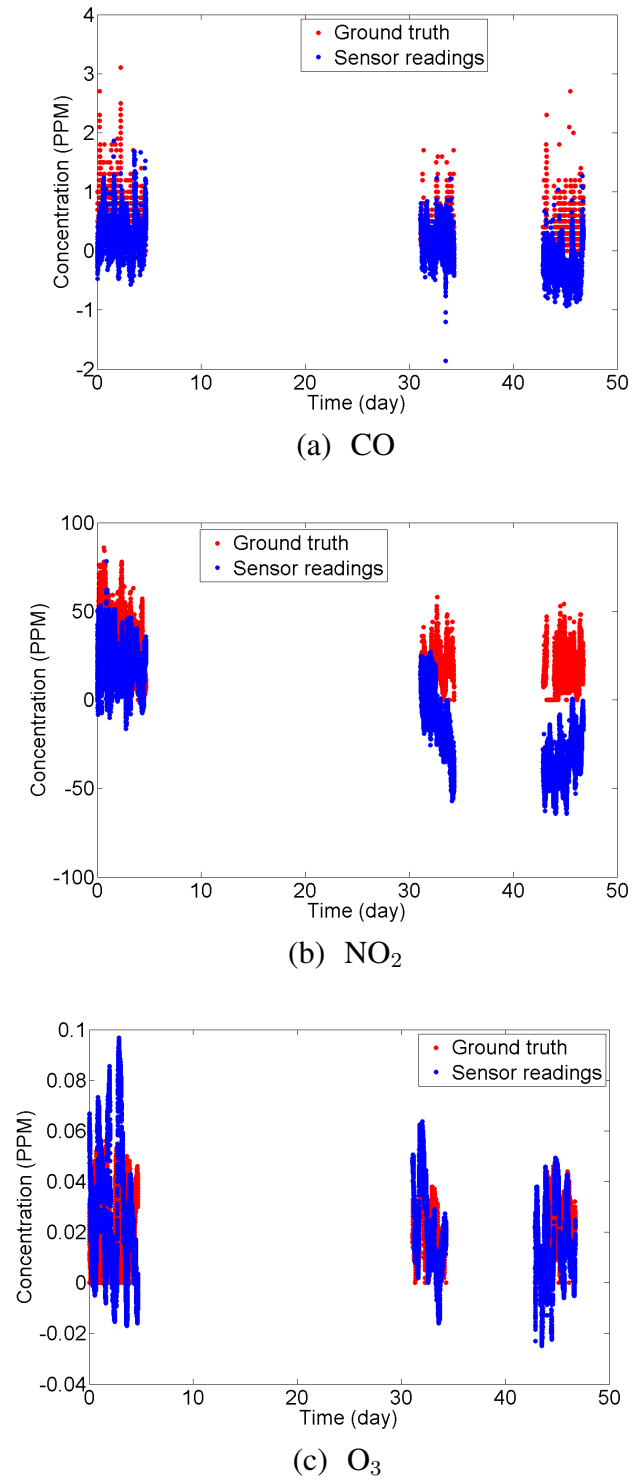 4
3
2
1
0
-1
-2
Concentration (PPM)
Ground truth
Sensor readings
0 10 20 30 40 50
Time (day)
(a) CO
100
50
0
-50
-100
Concentration (PPM)
Ground truth
Sensor readings
0 10 20 30 40 50
Time (day)
(b) NO₂
0.1
0.08
0.06
0.04
0.02
0
-0.02
-0.04
Concentration (PPM)
Ground truth
Sensor readings
0 10 20 30 40 50
Time (day)
(c) O₃